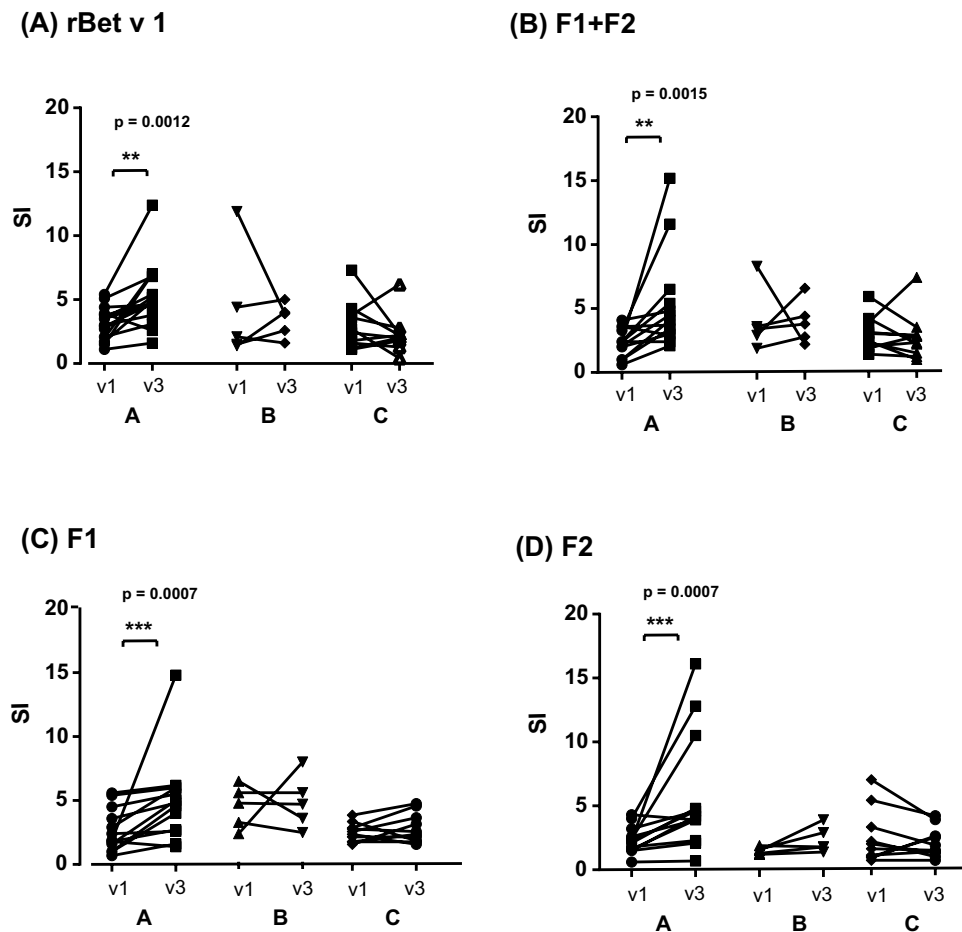 (A) rBet v 1
(B) F1+F2
20
15
10
5
0
SI
p = 0.0012
**
v1 v3 v1 v3 v1 v3
A B C
20
15
10
5
0
SI
p = 0.0015
**
v1 v3 v1 v3 v1 v3
A B C
(C) F1
(D) F2
20
15
10
5
0
SI
p = 0.0007
***
v1 v3 v1 v3 v1 v3
A B C
20
15
10
5
0
SI
p = 0.0007
***
v1 v3 v1 v3 v1 v3
A B C